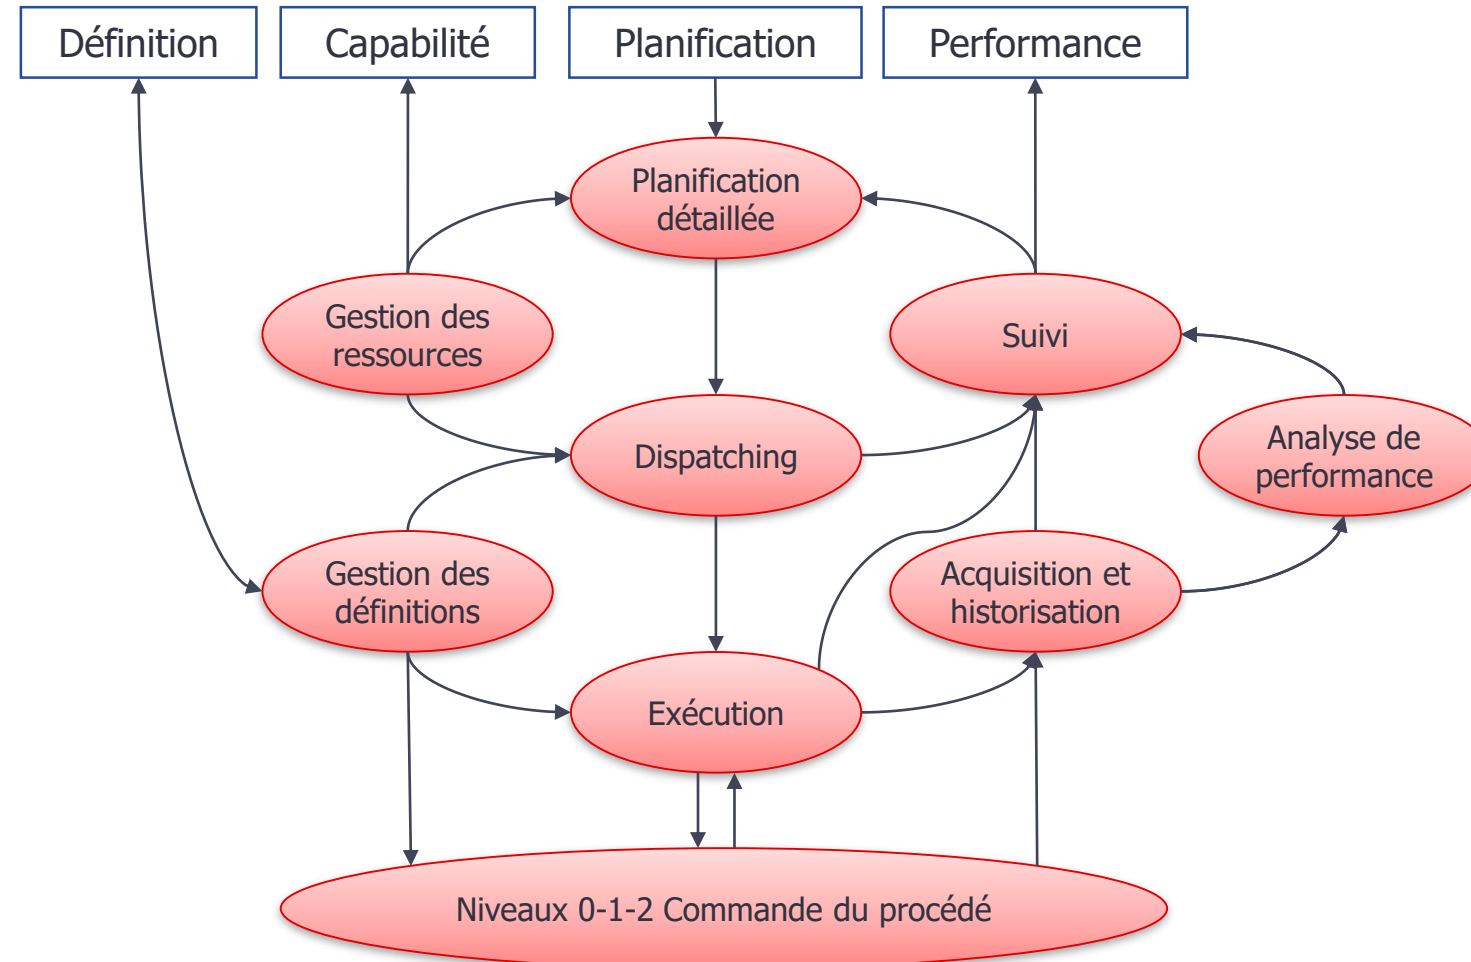 Définition
Capabilité
Planification
Performance
Planification
détaillée
Gestion des
ressources
Suivi
Dispatching
Analyse de
performance
Gestion des
définitions
Acquisition et
historisation
Exécution
Niveaux 0-1-2 Commande du procédé